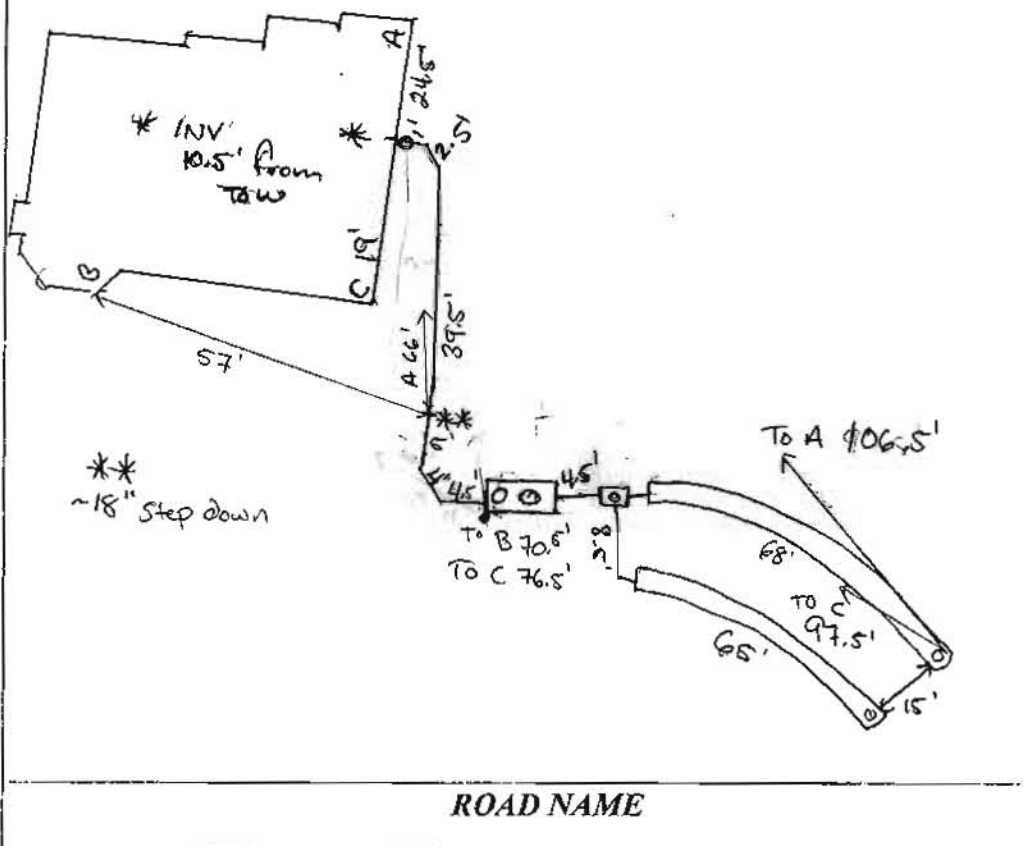 A
24.5'
1'
2.5'
* INV
10.5' from
TOW
*
19'
B
C
57'
A 66'
39.5'
**
**
~18" step down
4.5'
4.5'
TO B 70.5'
TO C 76.5'
TO A 106.5'
68'
TO C
97.5'
65'
15'
ROAD NAME